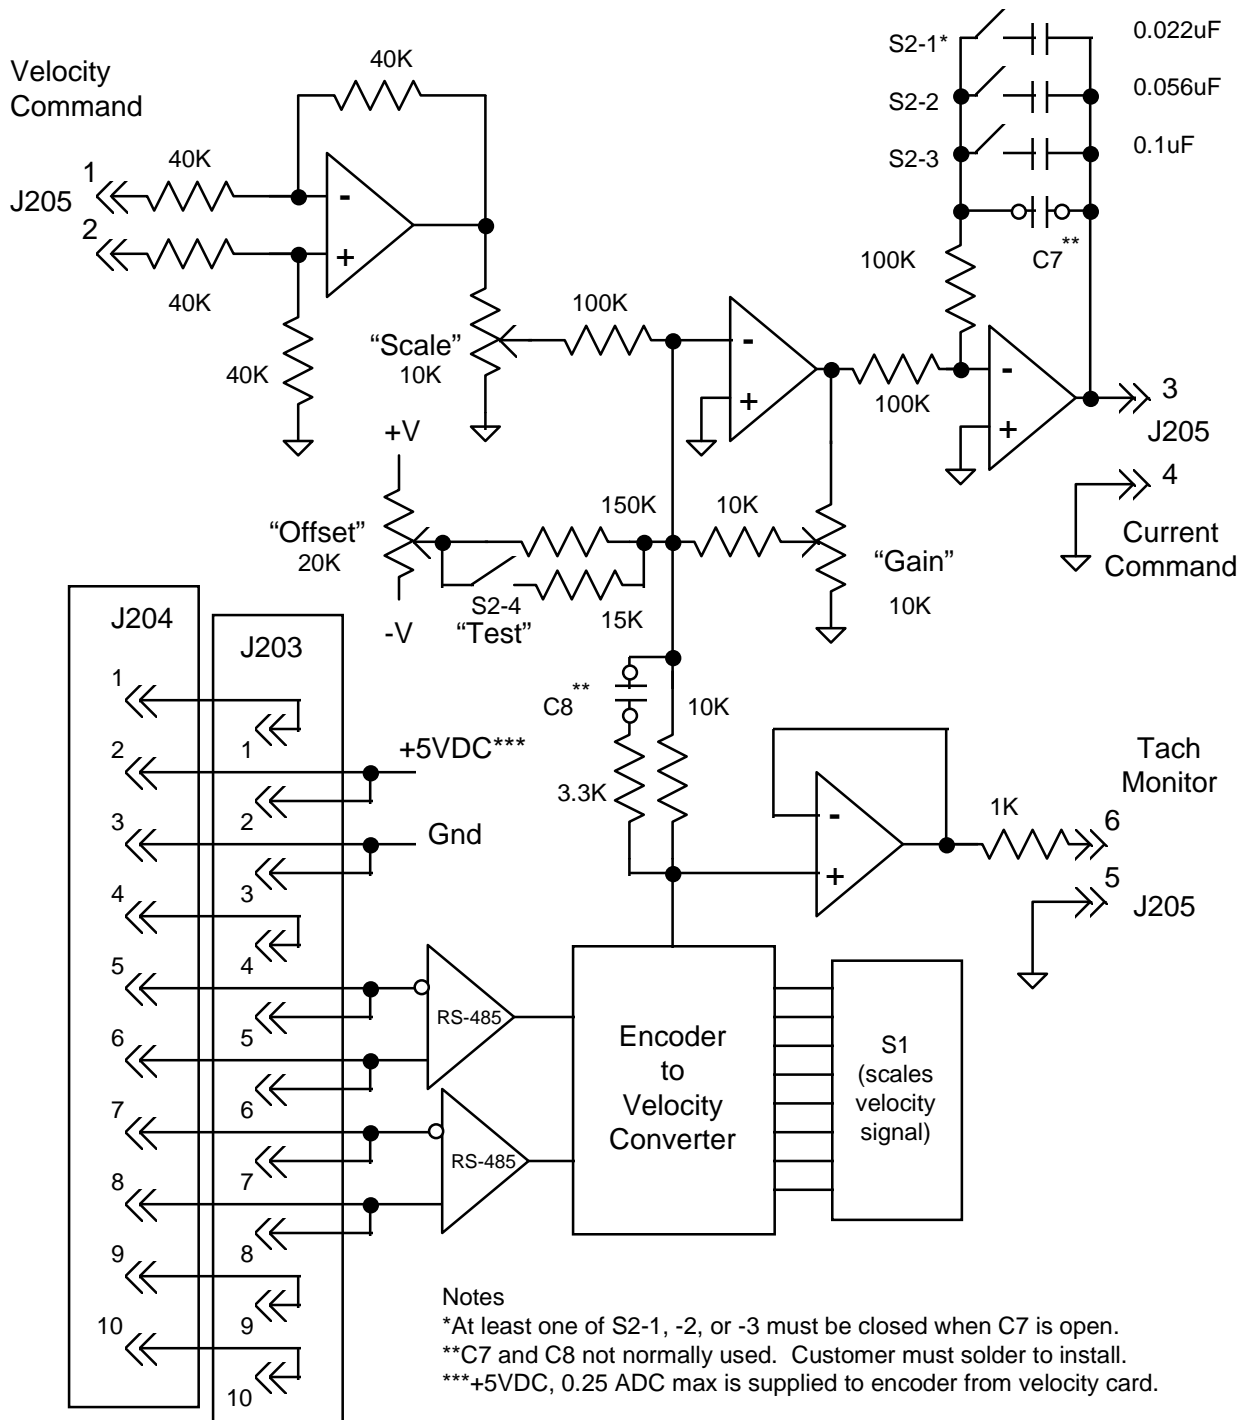 Velocity
Command
40K
S2-1*
0.022uF
S2-2
0.056uF
S2-3
0.1uF
1
40K
J205
2
-
+
40K
C7**
100K
"Scale"
10K
100K
40K
-
+
100K
-
+
3
J205
4
Current
Command
+V
"Offset"
20K
-V
150K
S2-4
"Test"
15K
10K
"Gain"
10K
J204
J203
1
1
2
+5VDC***
2
3
Gnd
3
4
4
5
5
6
6
7
7
8
8
9
9
10
10
C8**
10K
3.3K
-
+
Tach
Monitor
1K
6
5
J205
RS-485
RS-485
Encoder
to
Velocity
Converter
S1
(scales
velocity
signal)
Notes
*At least one of S2-1, -2, or -3 must be closed when C7 is open.
**C7 and C8 not normally used. Customer must solder to install.
***+5VDC, 0.25 ADC max is supplied to encoder from velocity card.